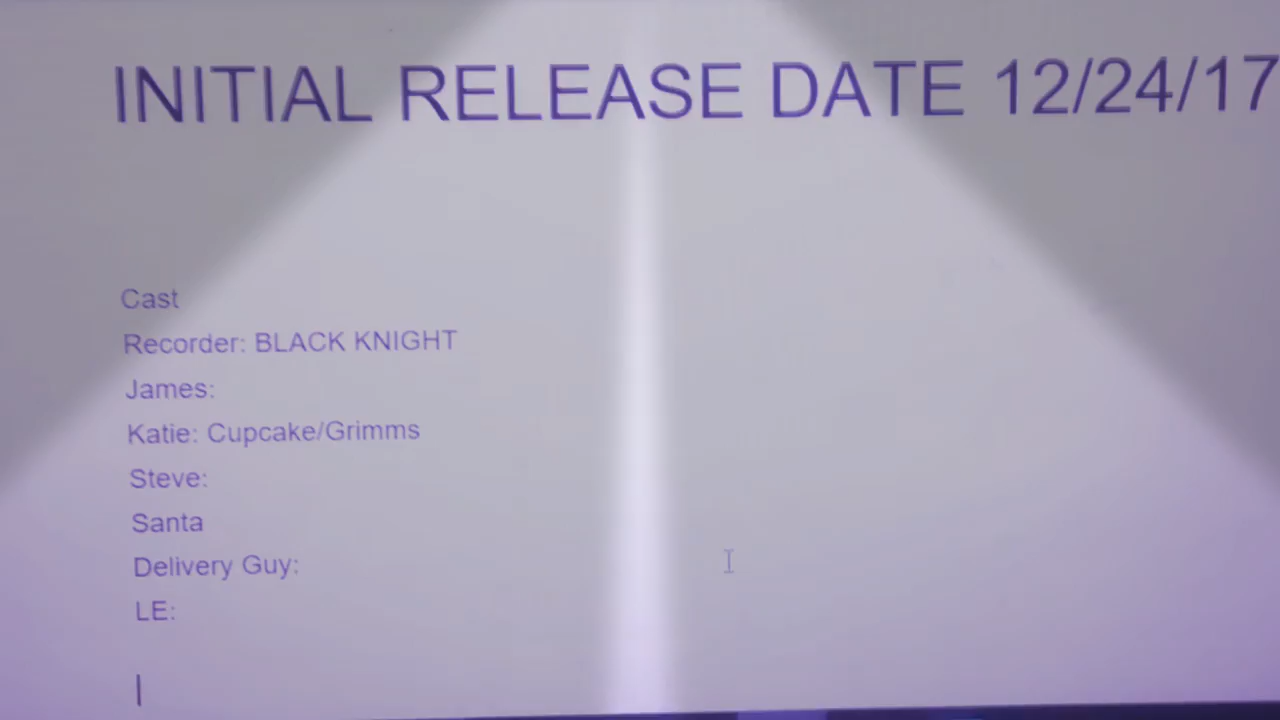 INITIAL RELEASE DATE 12/24/17
Cast
Recorder: BLACK KNIGHT
James:
Katie: Cupcake/Grimms
Steve:
Santa
Delivery Guy:
LE: